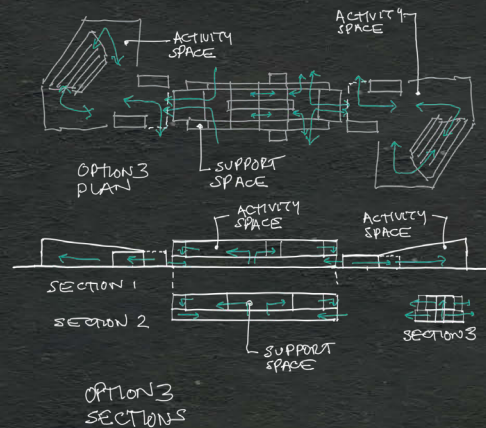 ACTIVITY
SPACE
ACTIVITY
SPACE
OPTION 3
PLAN
SUPPORT
SPACE
ACTIVITY
SPACE
ACTIVITY
SPACE
SECTION 1
SECTION 2
SECTION 3
SUPPORT
SPACE
OPTION 3
SECTIONS